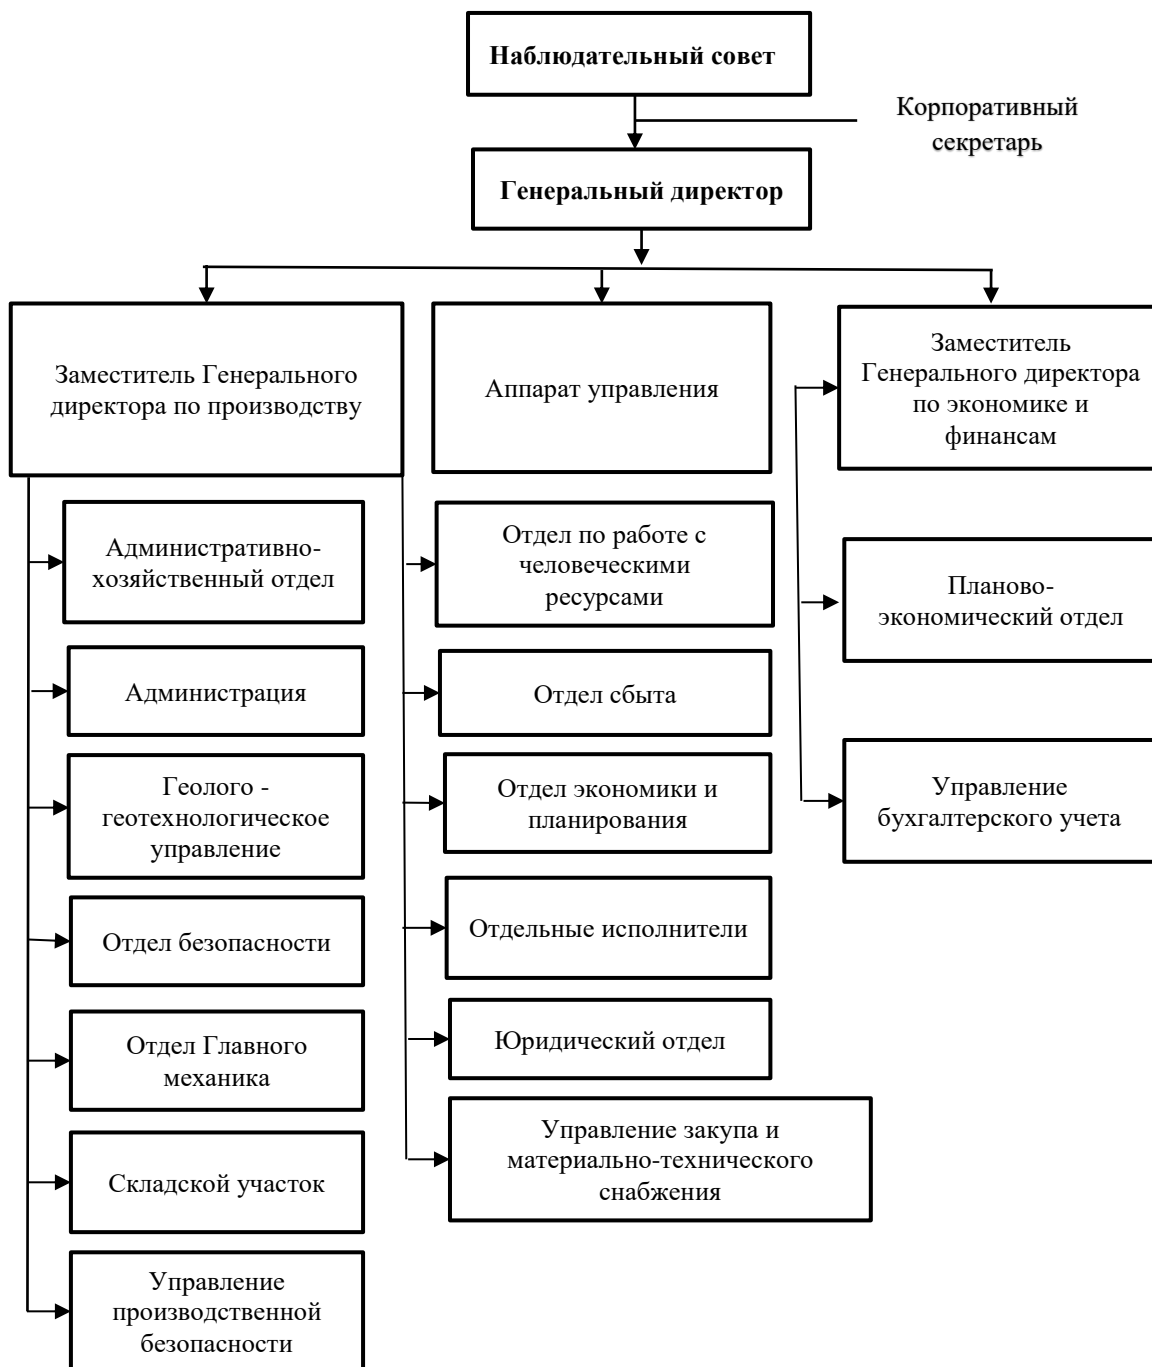 Наблюдательный совет
Корпоративный
секретарь
Генеральный директор
Заместитель Генерального
директора по производству
Аппарат управления
Заместитель
Генерального директора
по экономике и
финансам
Административно-
хозяйственный отдел
Администрация
Геолого -
геотехнологическое
управление
Отдел безопасности
Отдел Главного
механика
Складской участок
Управление
производственной
безопасности
Отдел по работе с
человеческими
ресурсами
Отдел сбыта
Отдел экономики и
планирования
Отдельные исполнители
Юридический отдел
Управление закупа и
материально-технического
снабжения
Планово-
экономический отдел
Управление
бухгалтерского учета